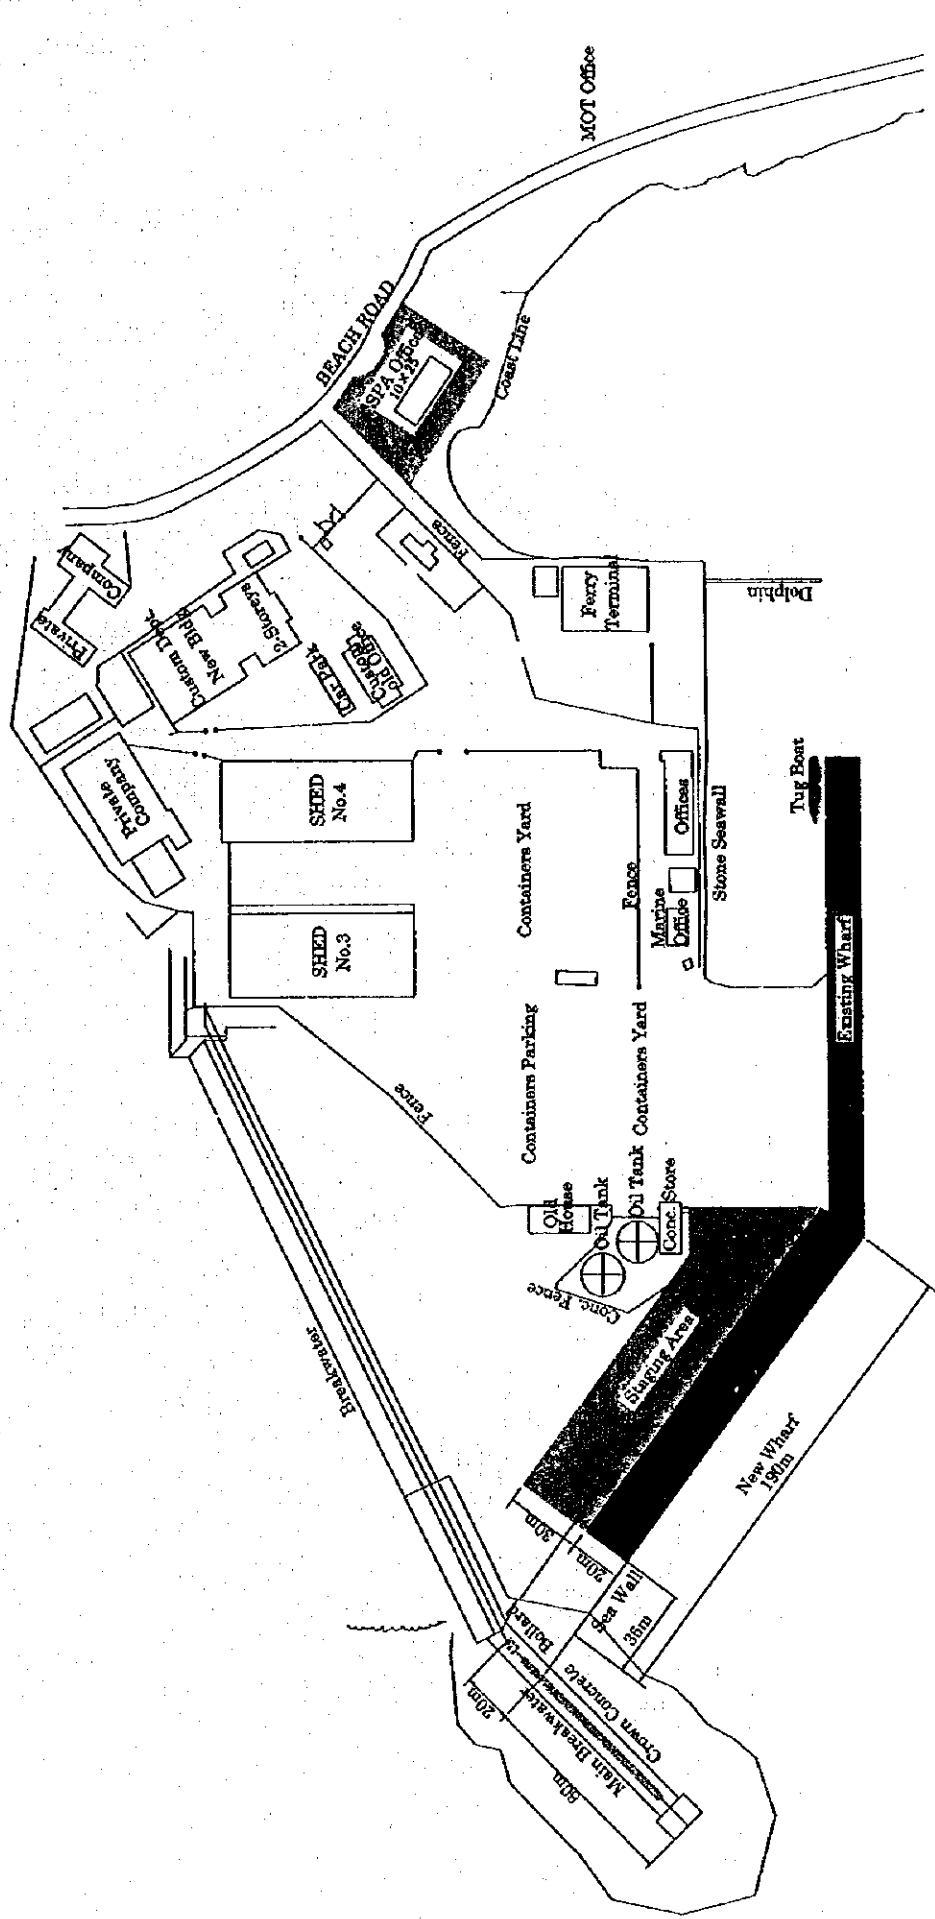 MOT Office
BEACH ROAD
SPA Office
10 x 25
Coast Line
Fence
Private
Company
Custom Depot
New Bldg
2-Storeys
Car Park
Custom
old Office
Ferry
Terminal
Dolphin
Private
Company
SHED
No.4
SHED
No.3
Containers Yard
Fence
Offices
Marine
Office
Stone Seawall
Tug Boat
Existing Wharf
Containers Parking
Containers Yard
Fence
Old
House
Oil Tank
Oil Tank
Conc. Store
Conc. Fence
Staging Area
New Wharf
190m
Breakwater
30m
20m
Sea Wall
36m
Bollard
Crown Concrete
Main Breakwater
20m
80m